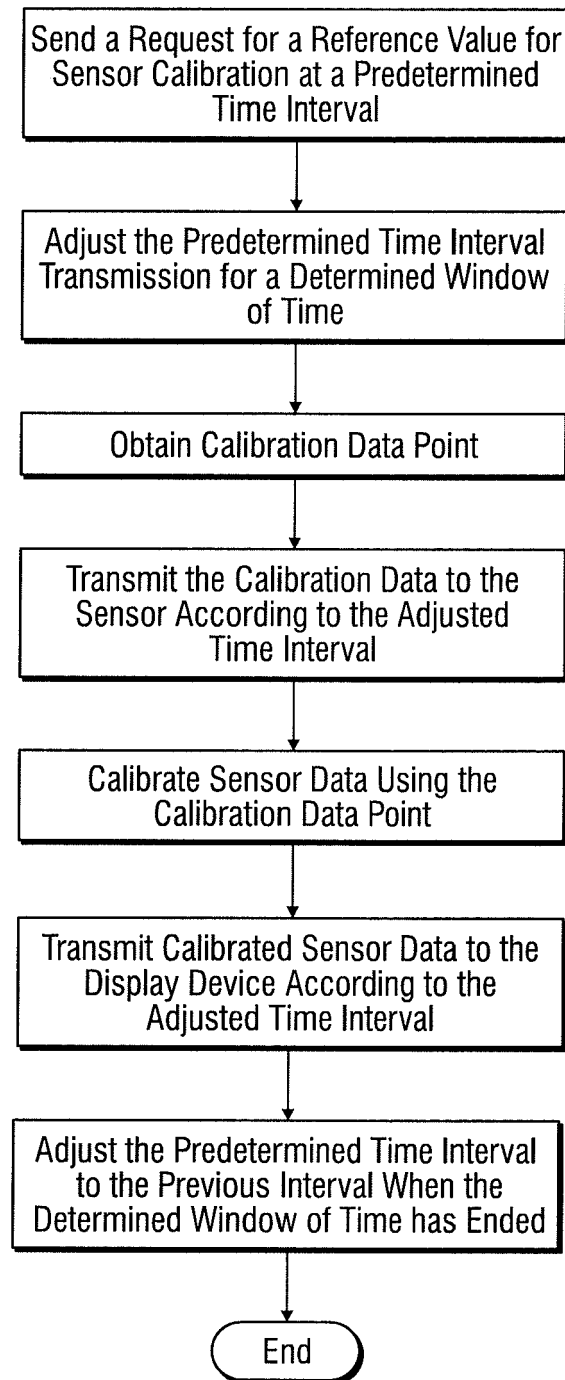 Send a Request for a Reference Value for
Sensor Calibration at a Predetermined
Time Interval
Adjust the Predetermined Time Interval
Transmission for a Determined Window
of Time
Obtain Calibration Data Point
Transmit the Calibration Data to the
Sensor According to the Adjusted
Time Interval
Calibrate Sensor Data Using the
Calibration Data Point
Transmit Calibrated Sensor Data to the
Display Device According to the
Adjusted Time Interval
Adjust the Predetermined Time Interval
to the Previous Interval When the
Determined Window of Time has Ended
End